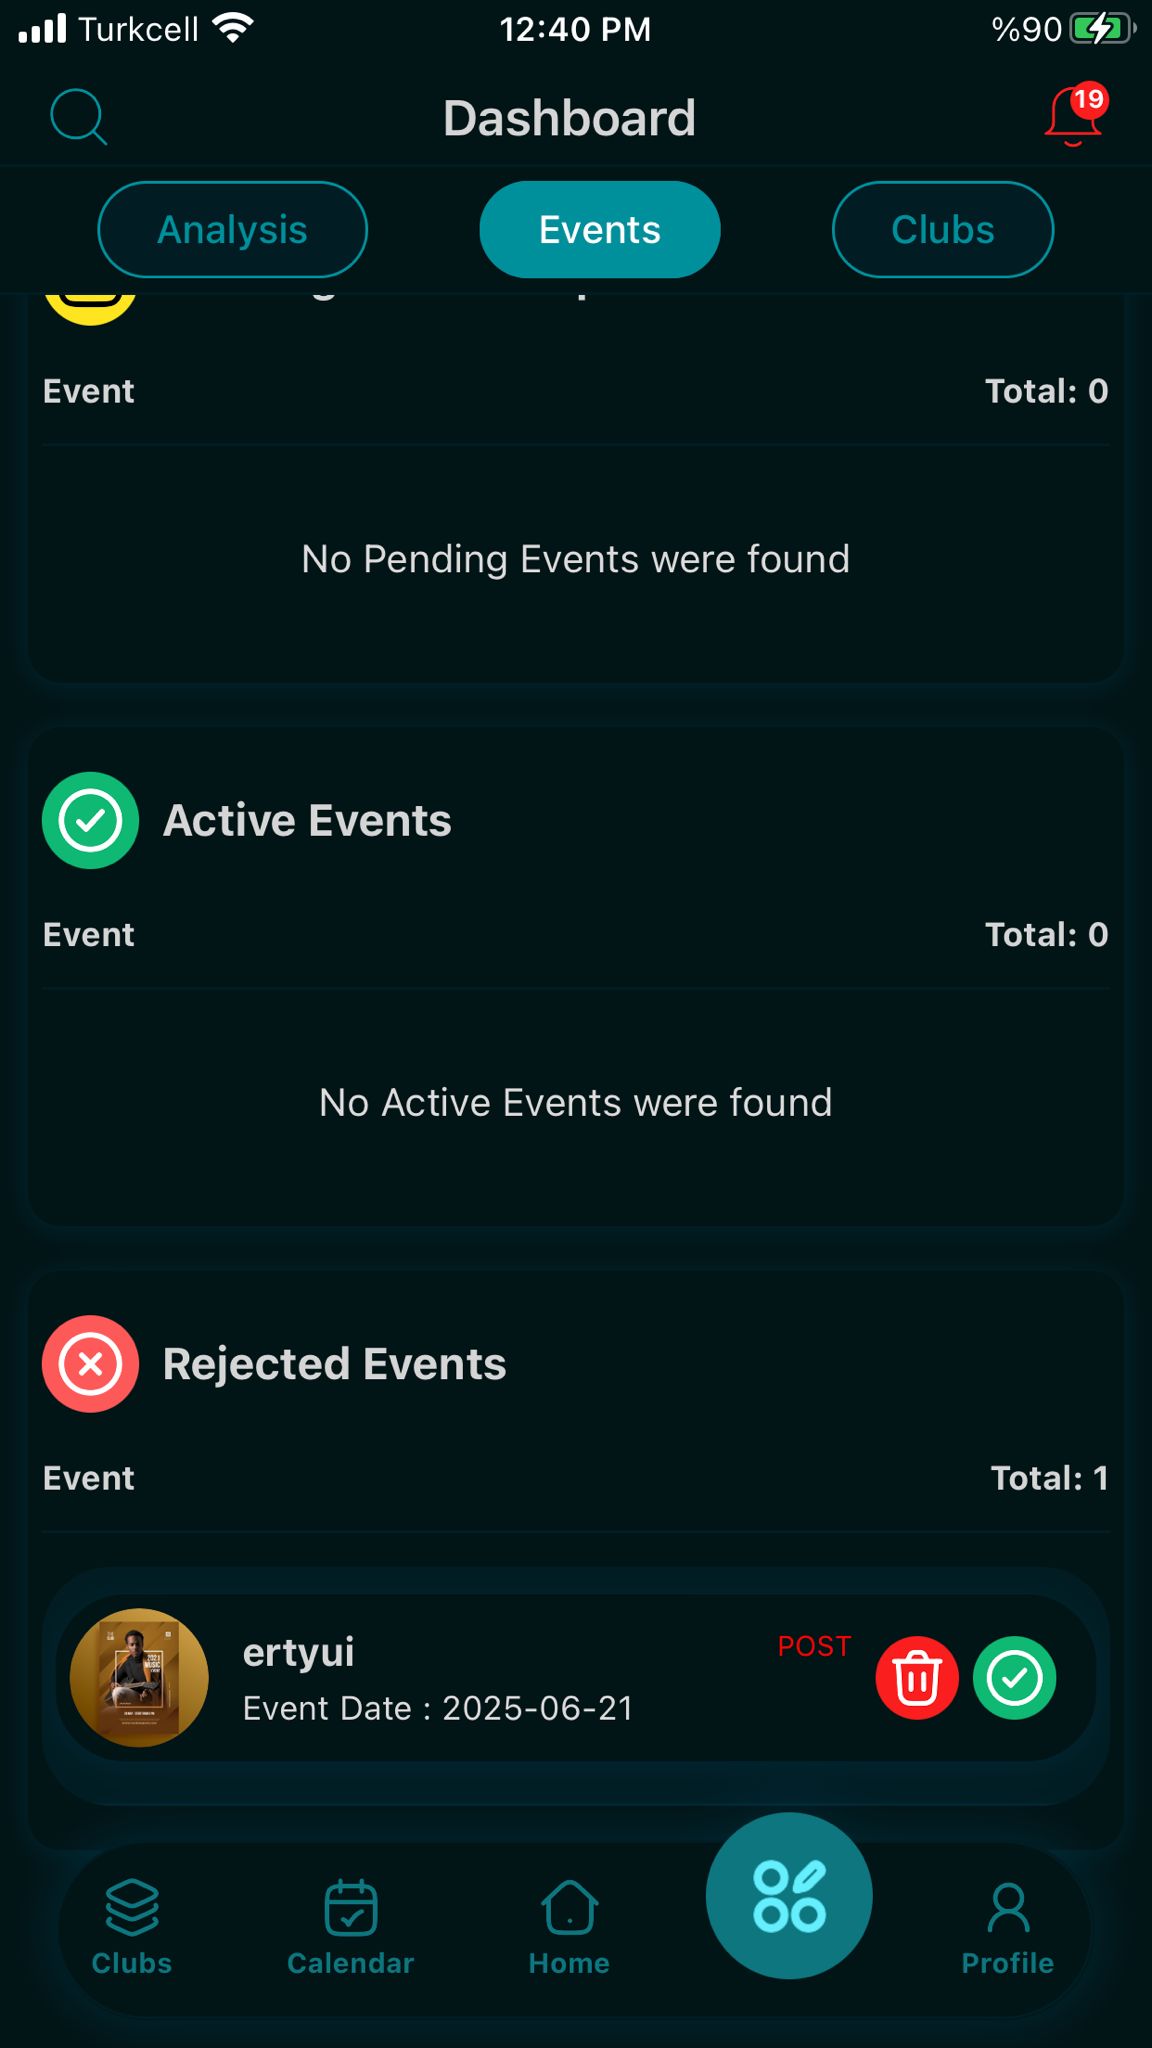 Turkcell 12:40 PM %90
Dashboard 19
Analysis Events Clubs
Event Total: 0
No Pending Events were found
Active Events
Event Total: 0
No Active Events were found
Rejected Events
Event Total: 1
ertyui POST
Event Date : 2025-06-21
Clubs Calendar Home Profile